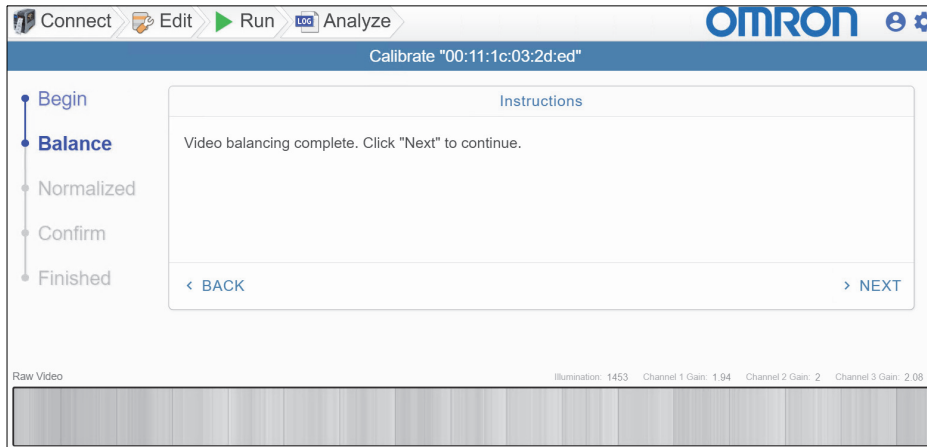 Connect Edit Run LOG Analyze OMRON
Calibrate "00:11:1c:03:2d:ed"
Begin
Balance
Normalized
Confirm
Finished
Instructions
Video balancing complete. Click "Next" to continue.
< BACK
> NEXT
Raw Video Illumination: 1453 Channel 1 Gain: 1.94 Channel 2 Gain: 2 Channel 3 Gain: 2.08